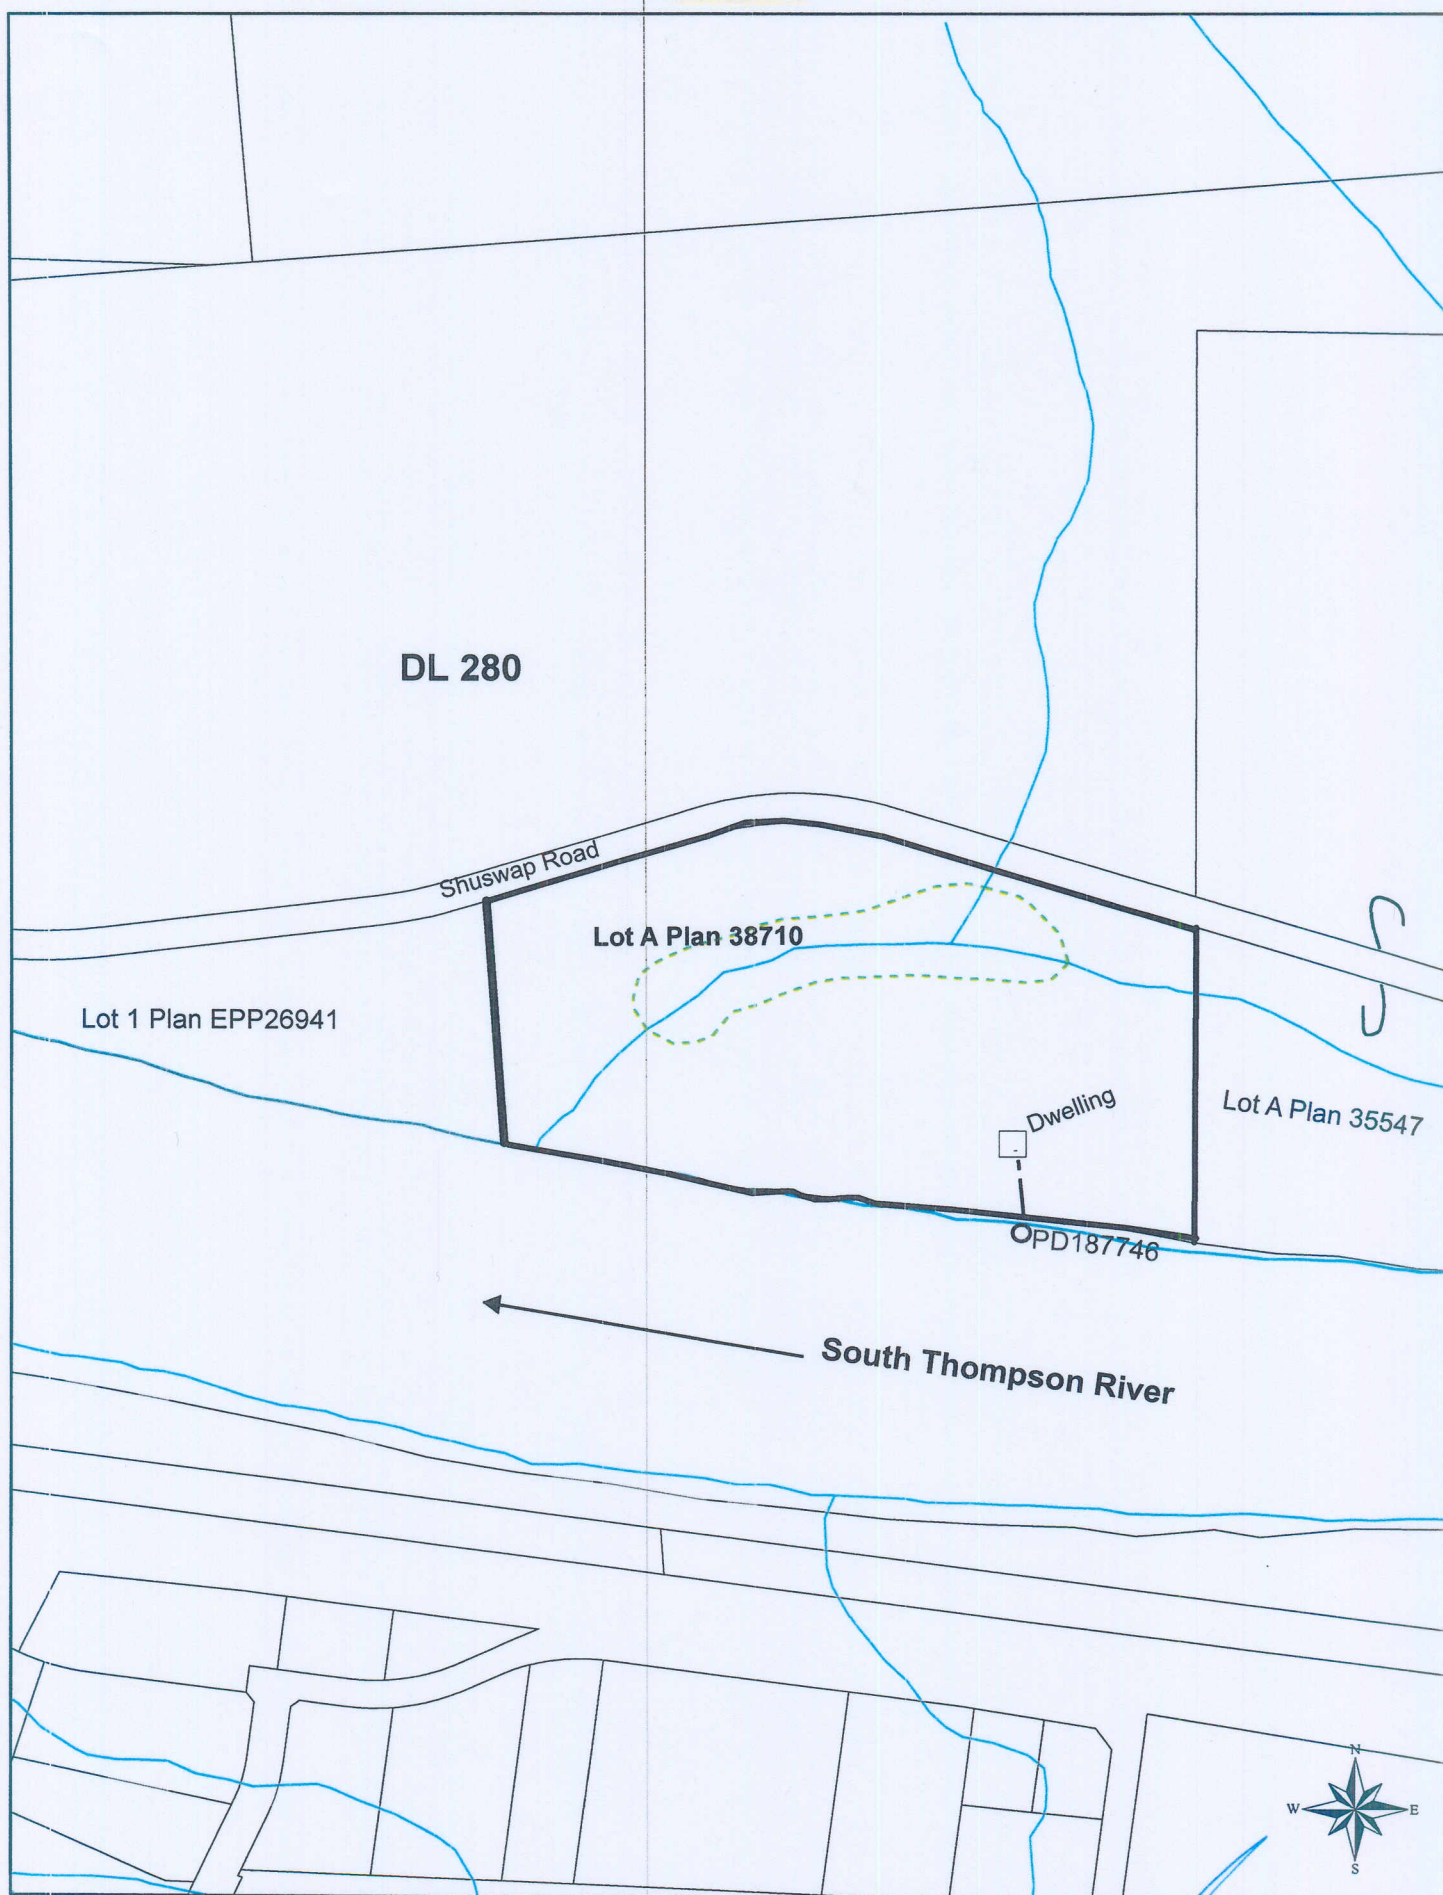 DL 280
Shuswap Road
Lot A Plan 38710
Lot 1 Plan EPP26941
Dwelling
Lot A Plan 35547
PD187746
South Thompson River
N
W
E
S